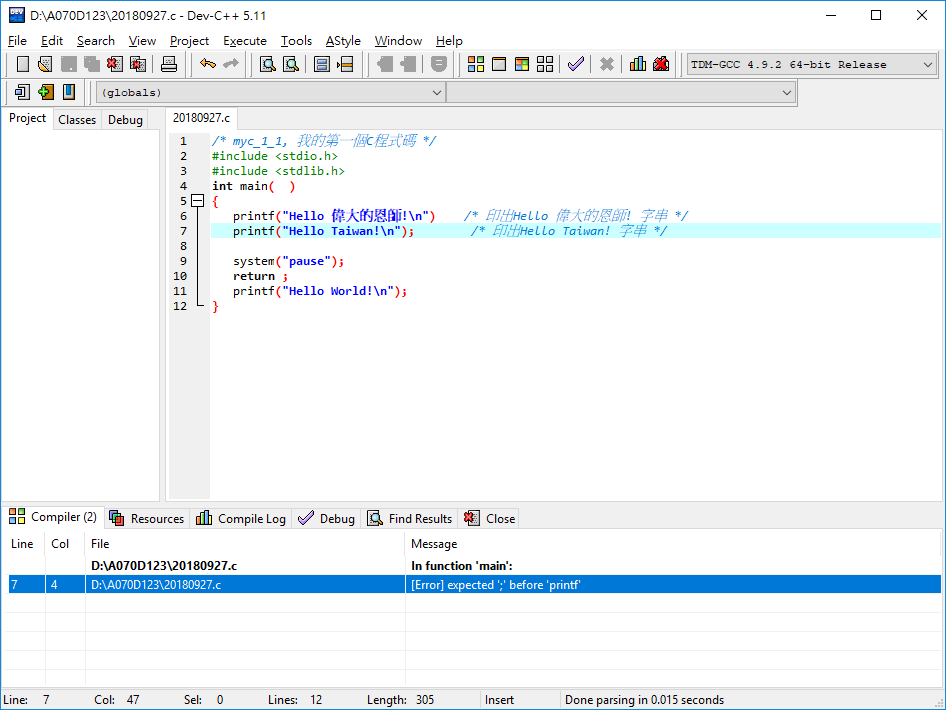 D:\A070D123\20180927.c - Dev-C++ 5.11
File Edit Search View Project Execute Tools AStyle Window Help
TDM-GCC 4.9.2 64-bit Release
(globals)
Project Classes Debug 20180927.c
1 /* myc_1_1, 我的第一個C程式碼 */
2 #include <stdio.h>
3 #include <stdlib.h>
4 int main(  )
5 {
6 printf("Hello 偉大的恩師!\n") /* 印出Hello 偉大的恩師! 字串 */
7 printf("Hello Taiwan!\n"); /* 印出Hello Taiwan! 字串 */
8
9 system("pause");
10 return ;
11 printf("Hello World!\n");
12 }
Compiler (2) Resources Compile Log Debug Find Results Close
Line Col File Message
D:\A070D123\20180927.c In function 'main':
7 4 D:\A070D123\20180927.c [Error] expected ';' before 'printf'
Line: 7 Col: 47 Sel: 0 Lines: 12 Length: 305 Insert Done parsing in 0.015 seconds